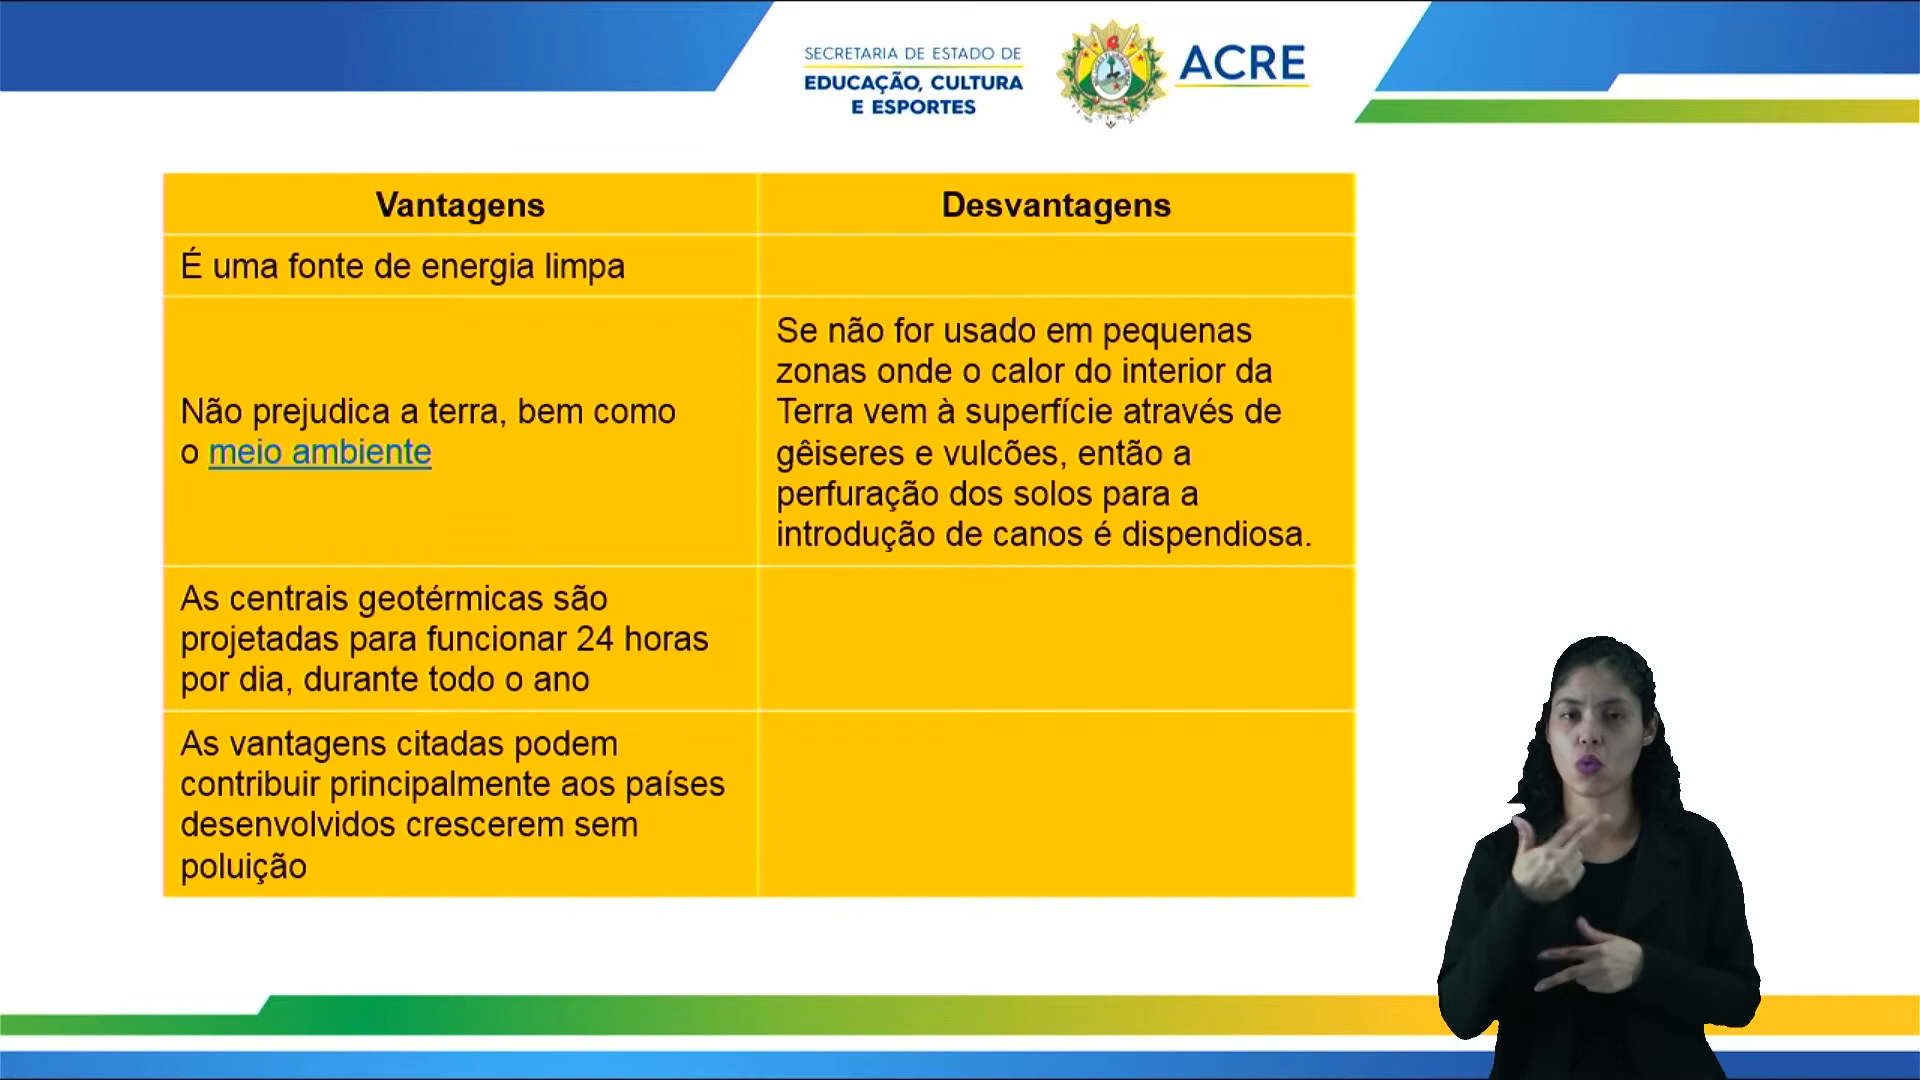 SECRETARIA DE ESTADO DE
EDUCAÇÃO, CULTURA
E ESPORTES
ACRE
Vantagens
Desvantagens
É uma fonte de energia limpa
Não prejudica a terra, bem como
o meio ambiente
Se não for usado em pequenas
zonas onde o calor do interior da
Terra vem à superfície através de
gêiseres e vulcões, então a
perfuração dos solos para a
introdução de canos é dispendiosa.
As centrais geotérmicas são
projetadas para funcionar 24 horas
por dia, durante todo o ano
As vantagens citadas podem
contribuir principalmente aos países
desenvolvidos crescerem sem
poluição